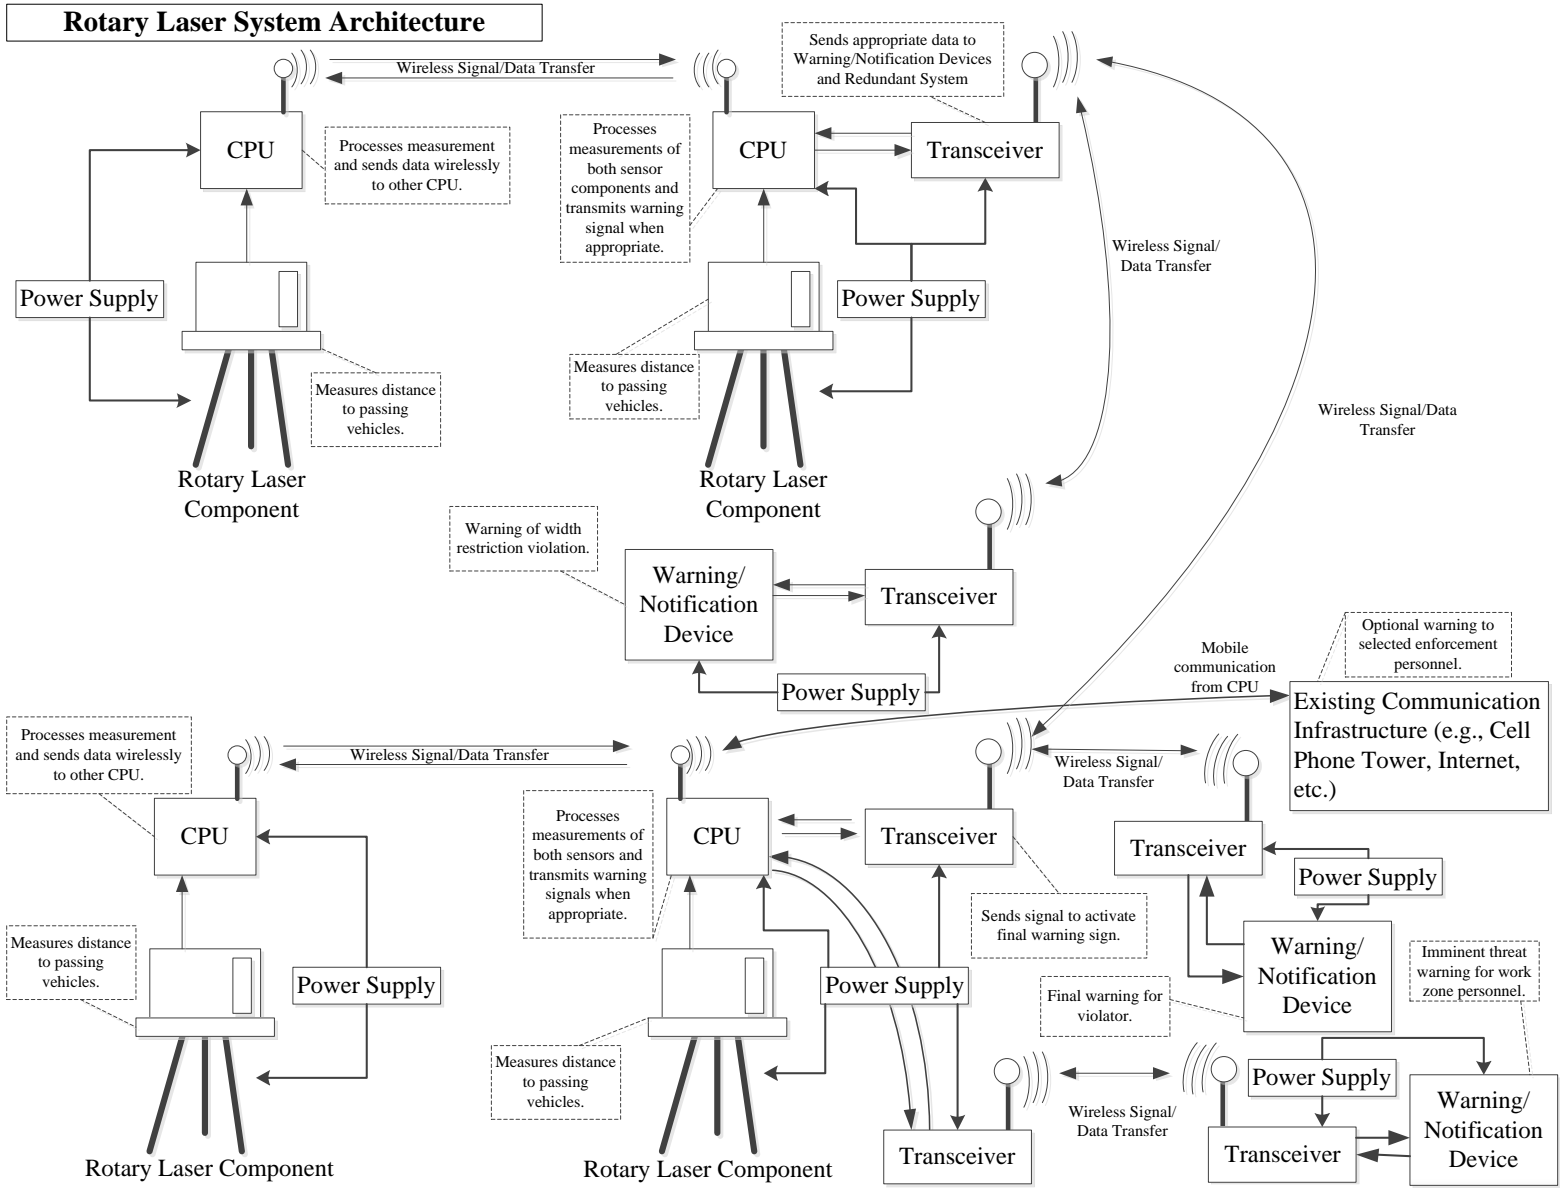 Rotary Laser System Architecture
Wireless Signal/Data Transfer
Sends appropriate data to
Warning/Notification Devices
and Redundant System
CPU
Processes measurement
and sends data wirelessly
to other CPU.
Processes
measurements of
both sensor
components and
transmits warning
signal when
appropriate.
CPU
Transceiver
Wireless Signal/
Data Transfer
Power Supply
Power Supply
Measures distance
to passing
vehicles.
Measures distance
to passing
vehicles.
Wireless Signal/Data
Transfer
Rotary Laser
Component
Rotary Laser
Component
Warning of width
restriction violation.
Warning/
Notification
Device
Transceiver
Power Supply
Mobile
communication
from CPU
Optional warning to
selected enforcement
personnel.
Existing Communication
Infrastructure (e.g., Cell
Phone Tower, Internet,
etc.)
Processes measurement
and sends data wirelessly
to other CPU.
Wireless Signal/Data Transfer
Wireless Signal/
Data Transfer
CPU
Processes
measurements of
both sensors and
transmits warning
signals when
appropriate.
CPU
Transceiver
Transceiver
Power Supply
Sends signal to activate
final warning sign.
Measures distance
to passing
vehicles.
Power Supply
Power Supply
Warning/
Notification
Device
Imminent threat
warning for work
zone personnel.
Final warning for
violator.
Measures distance
to passing
vehicles.
Wireless Signal/
Data Transfer
Power Supply
Warning/
Notification
Device
Rotary Laser Component
Rotary Laser Component
Transceiver
Transceiver